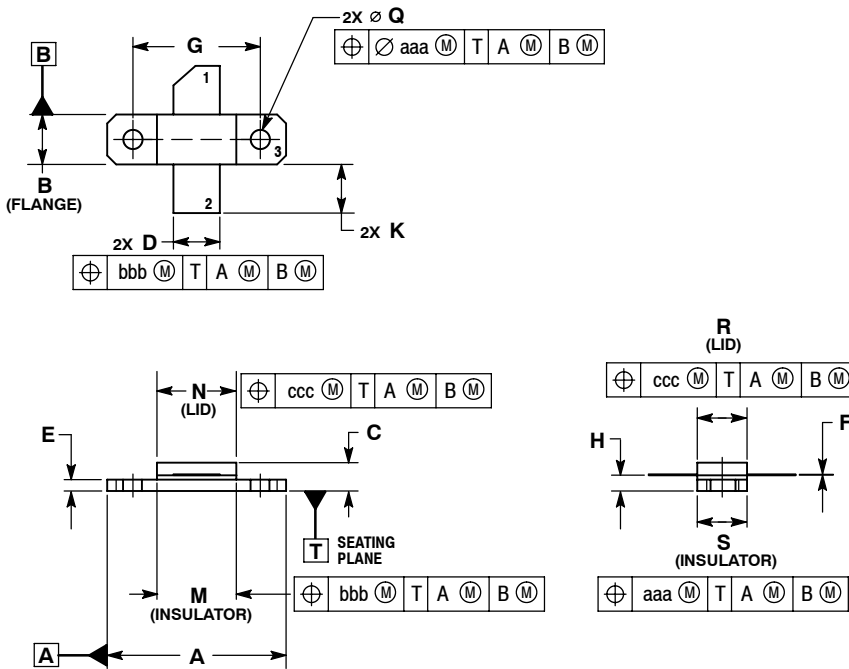 2X ⌀ Q
⌖ ⌀ aaa Ⓜ T A Ⓜ B Ⓜ
G
B
1
3
B
(FLANGE)
2
2X K
2X D
⌖ bbb Ⓜ T A Ⓜ B Ⓜ
R
(LID)
⌖ ccc Ⓜ T A Ⓜ B Ⓜ
N
(LID)
⌖ ccc Ⓜ T A Ⓜ B Ⓜ
E
C
H
F
T SEATING
PLANE
S
(INSULATOR)
M
(INSULATOR)
⌖ bbb Ⓜ T A Ⓜ B Ⓜ
⌖ aaa Ⓜ T A Ⓜ B Ⓜ
A
A